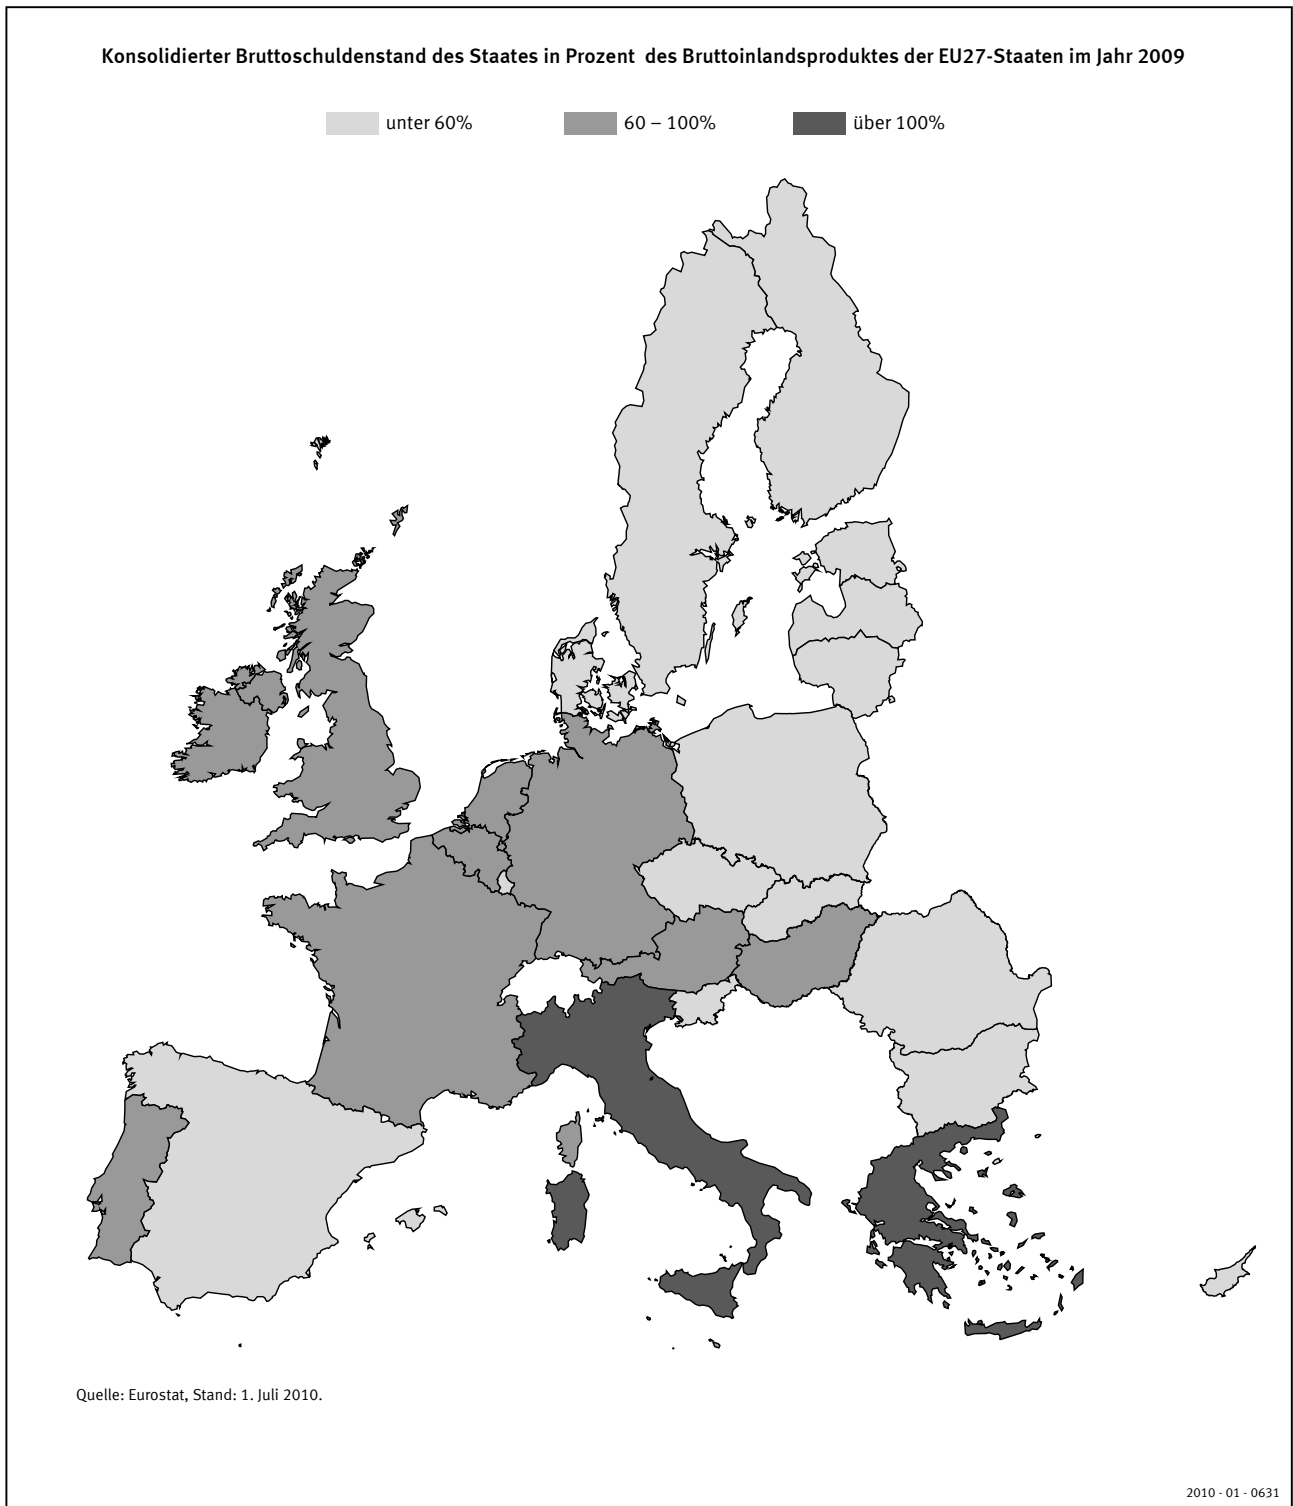 Konsolidierter Bruttoschuldenstand des Staates in Prozent des Bruttoinlandsproduktes der EU27-Staaten im Jahr 2009
unter 60% 60 – 100% über 100%
Quelle: Eurostat, Stand: 1. Juli 2010.
2010 - 01 - 0631